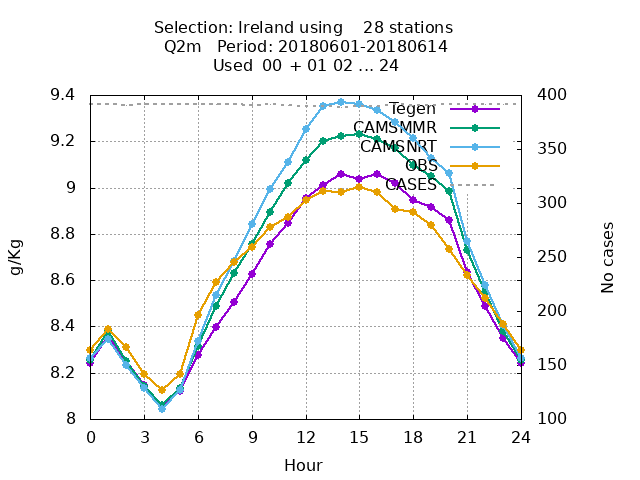 Selection: Ireland using 28 stations
Q2m Period: 20180601-20180614
Used 00 + 01 02 ... 24
9.4
9.2
9
8.8
8.6
8.4
8.2
8
400
350
300
250
200
150
100
g/Kg
No cases
Tegen
CAMSMMR
CAMSNRT
OBS
CASES
0 3 6 9 12 15 18 21 24
Hour